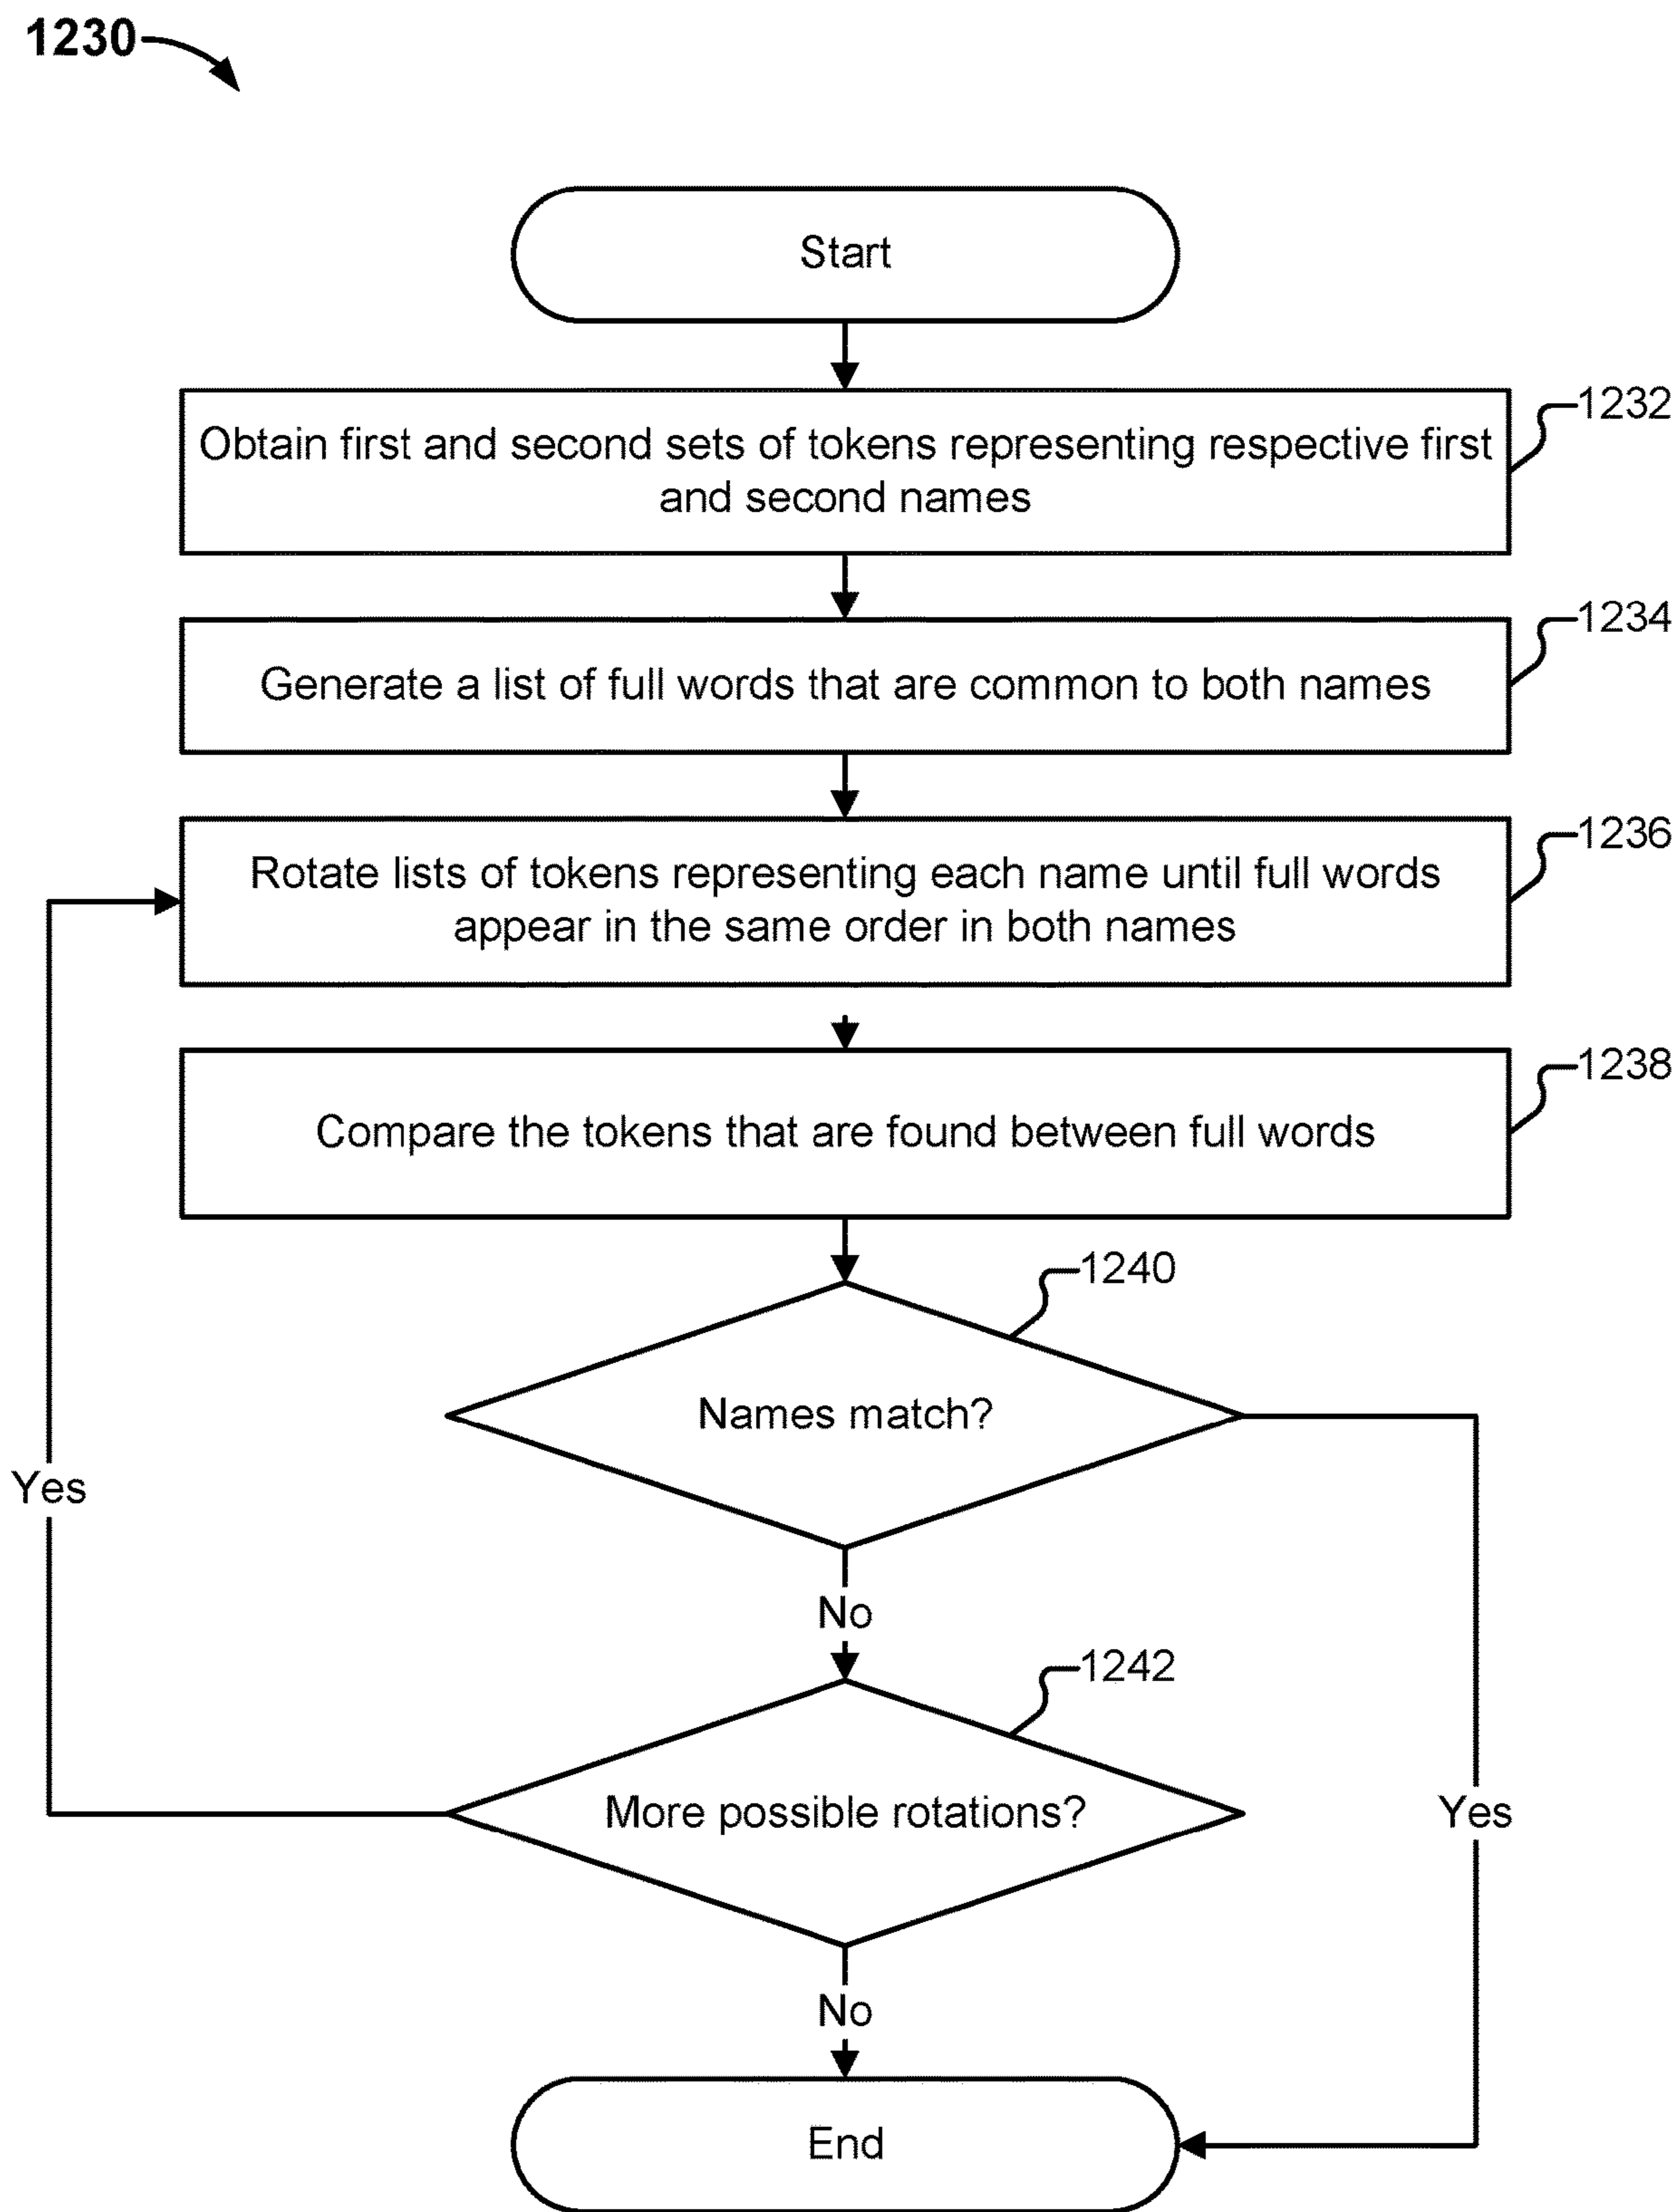 1230
Start
1232
Obtain first and second sets of tokens representing respective first
and second names
1234
Generate a list of full words that are common to both names
1236
Rotate lists of tokens representing each name until full words
appear in the same order in both names
1238
Compare the tokens that are found between full words
1240
Names match?
Yes
No
1242
More possible rotations?
Yes
No
End